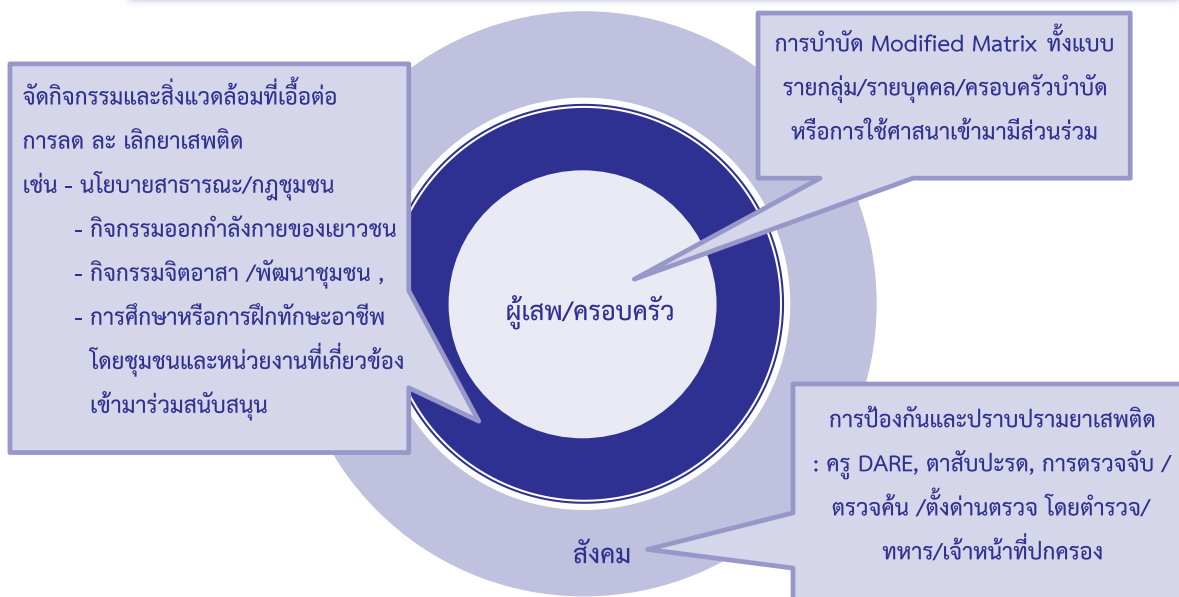 การบำบัด Modified Matrix ทั้งแบบ
รายกลุ่ม/รายบุคคล/ครอบครัวบำบัด
หรือการใช้ศาสนาเข้ามามีส่วนร่วม
จัดกิจกรรมและสิ่งแวดล้อมที่เอื้อต่อ
การลด ละ เลิกยาเสพติด
เช่น - นโยบายสาธารณะ/กฎชุมชน
- กิจกรรมออกกำลังกายของเยาวชน
- กิจกรรมจิตอาสา /พัฒนาชุมชน ,
- การศึกษาหรือการฝึกทักษะอาชีพ
โดยชุมชนและหน่วยงานที่เกี่ยวข้อง
เข้ามาร่วมสนับสนุน
ผู้เสพ/ครอบครัว
การป้องกันและปราบปรามยาเสพติด
: ครู DARE, ตาสับปะรด, การตรวจจับ /
ตรวจค้น /ตั้งด่านตรวจ โดยตำรวจ/
ทหาร/เจ้าหน้าที่ปกครอง
สังคม